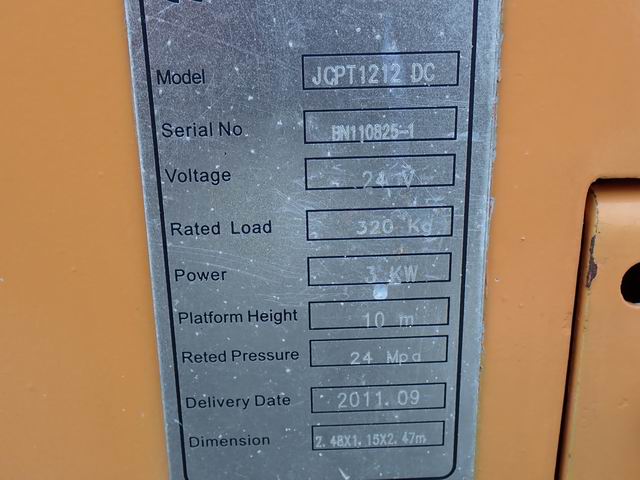 Model JCPT1212 DC
Serial No BN110825-1
Voltage 24 V
Rated Load 320 Kg
Power 3 KW
Platform Height 10 m
Reted Pressure 24 Mpa
Delivery Date 2011.09
Dimension 2.48X1.15X2.47m